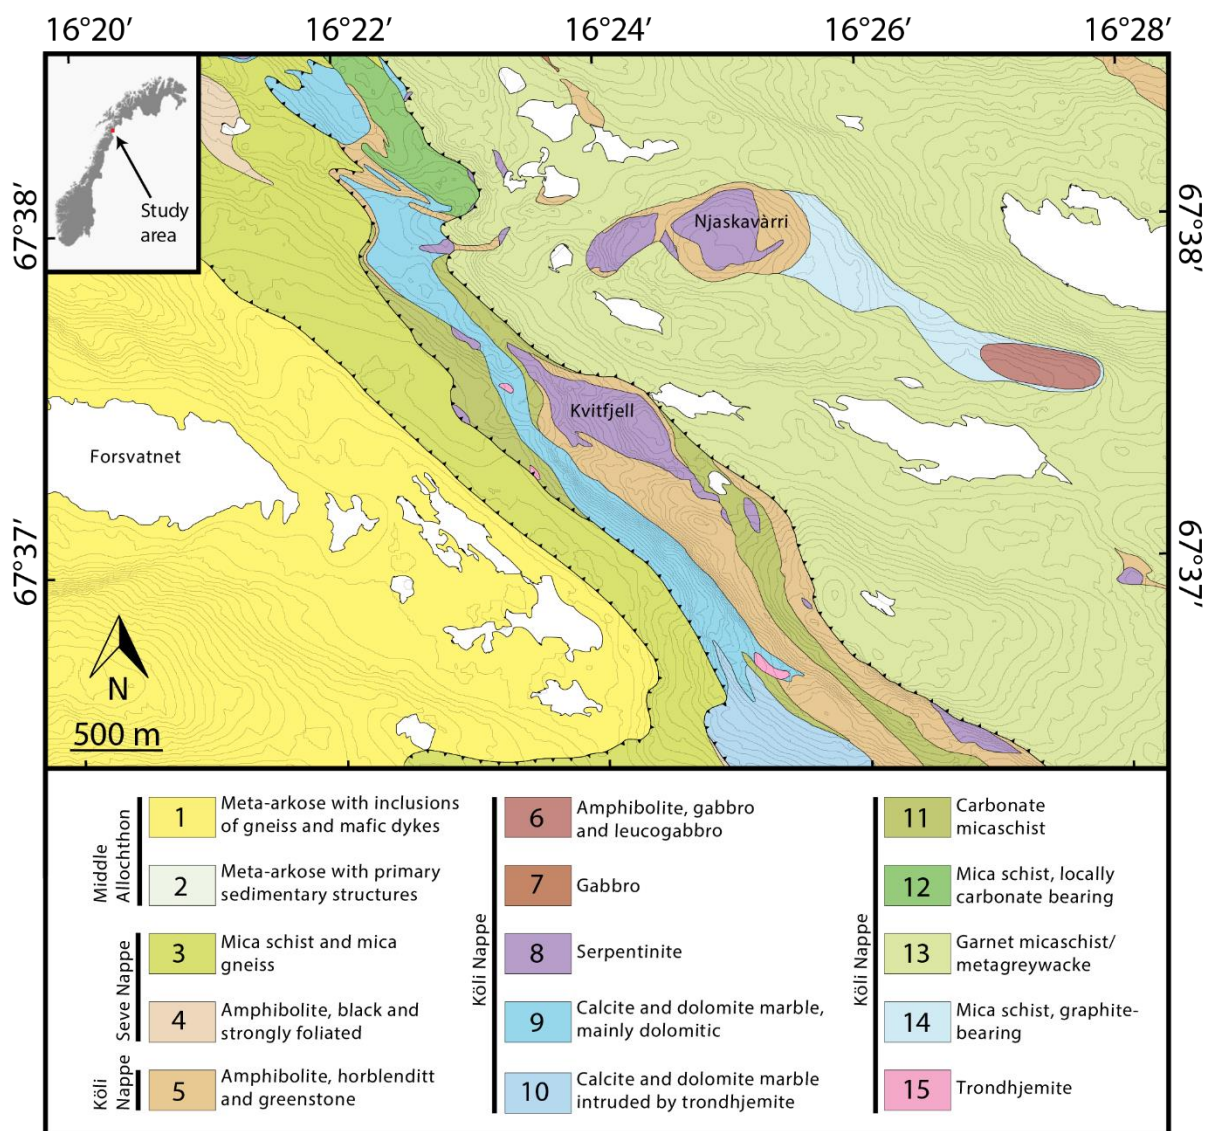 16°20′ 16°22′ 16°24′ 16°26′ 16°28′
67°38′
67°37′
67°38′
67°37′
Study
area
Njaskavàrri
Kvitfjell
Forsvatnet
N
500 m
Middle
Allochthon
1 Meta-arkose with inclusions
of gneiss and mafic dykes
2 Meta-arkose with primary
sedimentary structures
Seve Nappe
3 Mica schist and mica
gneiss
4 Amphibolite, black and
strongly foliated
Köli
Nappe
5 Amphibolite, horblenditt
and greenstone
Köli Nappe
6 Amphibolite, gabbro
and leucogabbro
7 Gabbro
8 Serpentinite
9 Calcite and dolomite marble,
mainly dolomitic
10 Calcite and dolomite marble
intruded by trondhjemite
Köli Nappe
11 Carbonate
micaschist
12 Mica schist, locally
carbonate bearing
13 Garnet micaschist/
metagreywacke
14 Mica schist, graphite-
bearing
15 Trondhjemite